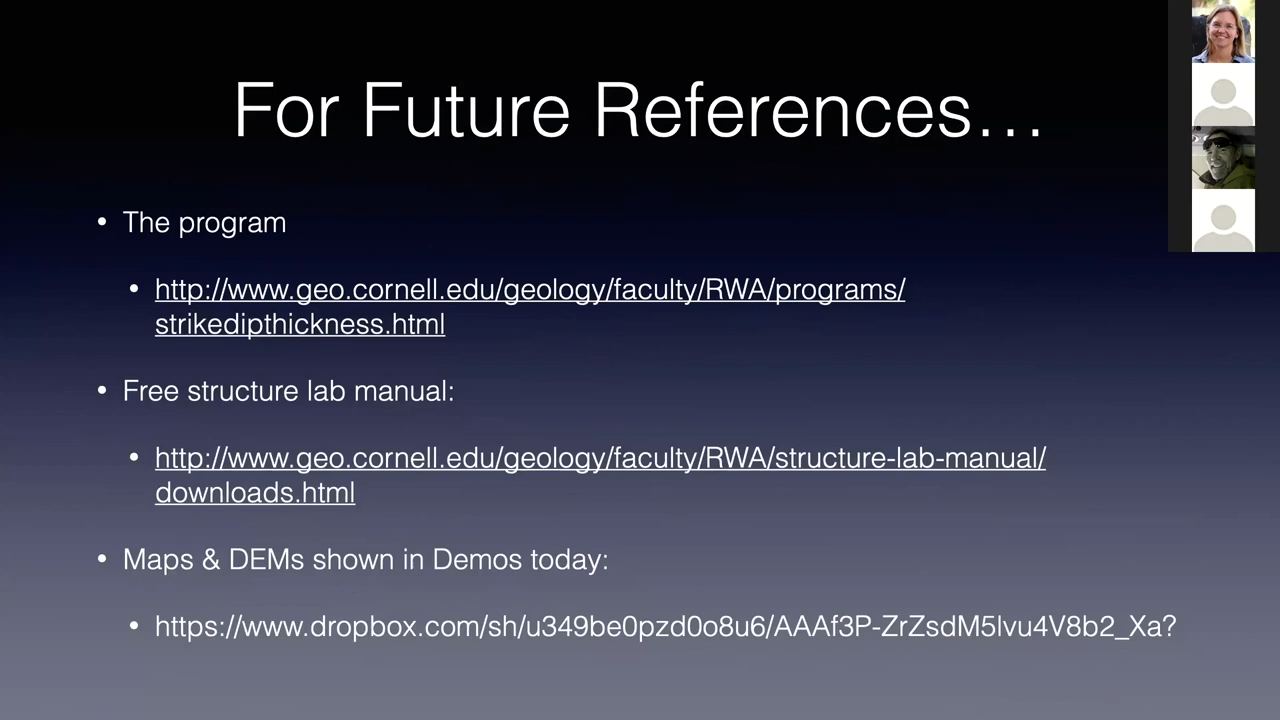 For Future References…
• The program
• http://www.geo.cornell.edu/geology/faculty/RWA/programs/
strikedipthickness.html
• Free structure lab manual:
• http://www.geo.cornell.edu/geology/faculty/RWA/structure-lab-manual/
downloads.html
• Maps & DEMs shown in Demos today:
• https://www.dropbox.com/sh/u349be0pzd0o8u6/AAAf3P-ZrZsdM5lvu4V8b2_Xa?